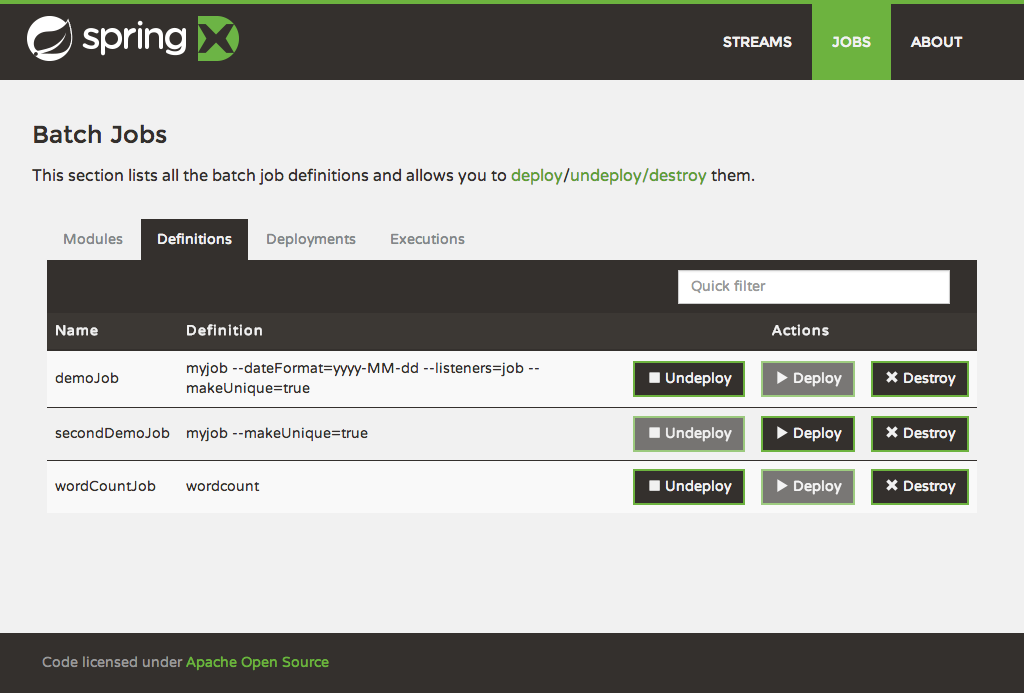 spring XD
STREAMS JOBS ABOUT
Batch Jobs
This section lists all the batch job definitions and allows you to deploy/undeploy/destroy them.
Modules Definitions Deployments Executions
Quick filter
Name Definition Actions
demoJob myjob --dateFormat=yyyy-MM-dd --listeners=job --
makeUnique=true Undeploy Deploy Destroy
secondDemoJob myjob --makeUnique=true Undeploy Deploy Destroy
wordCountJob wordcount Undeploy Deploy Destroy
Code licensed under Apache Open Source